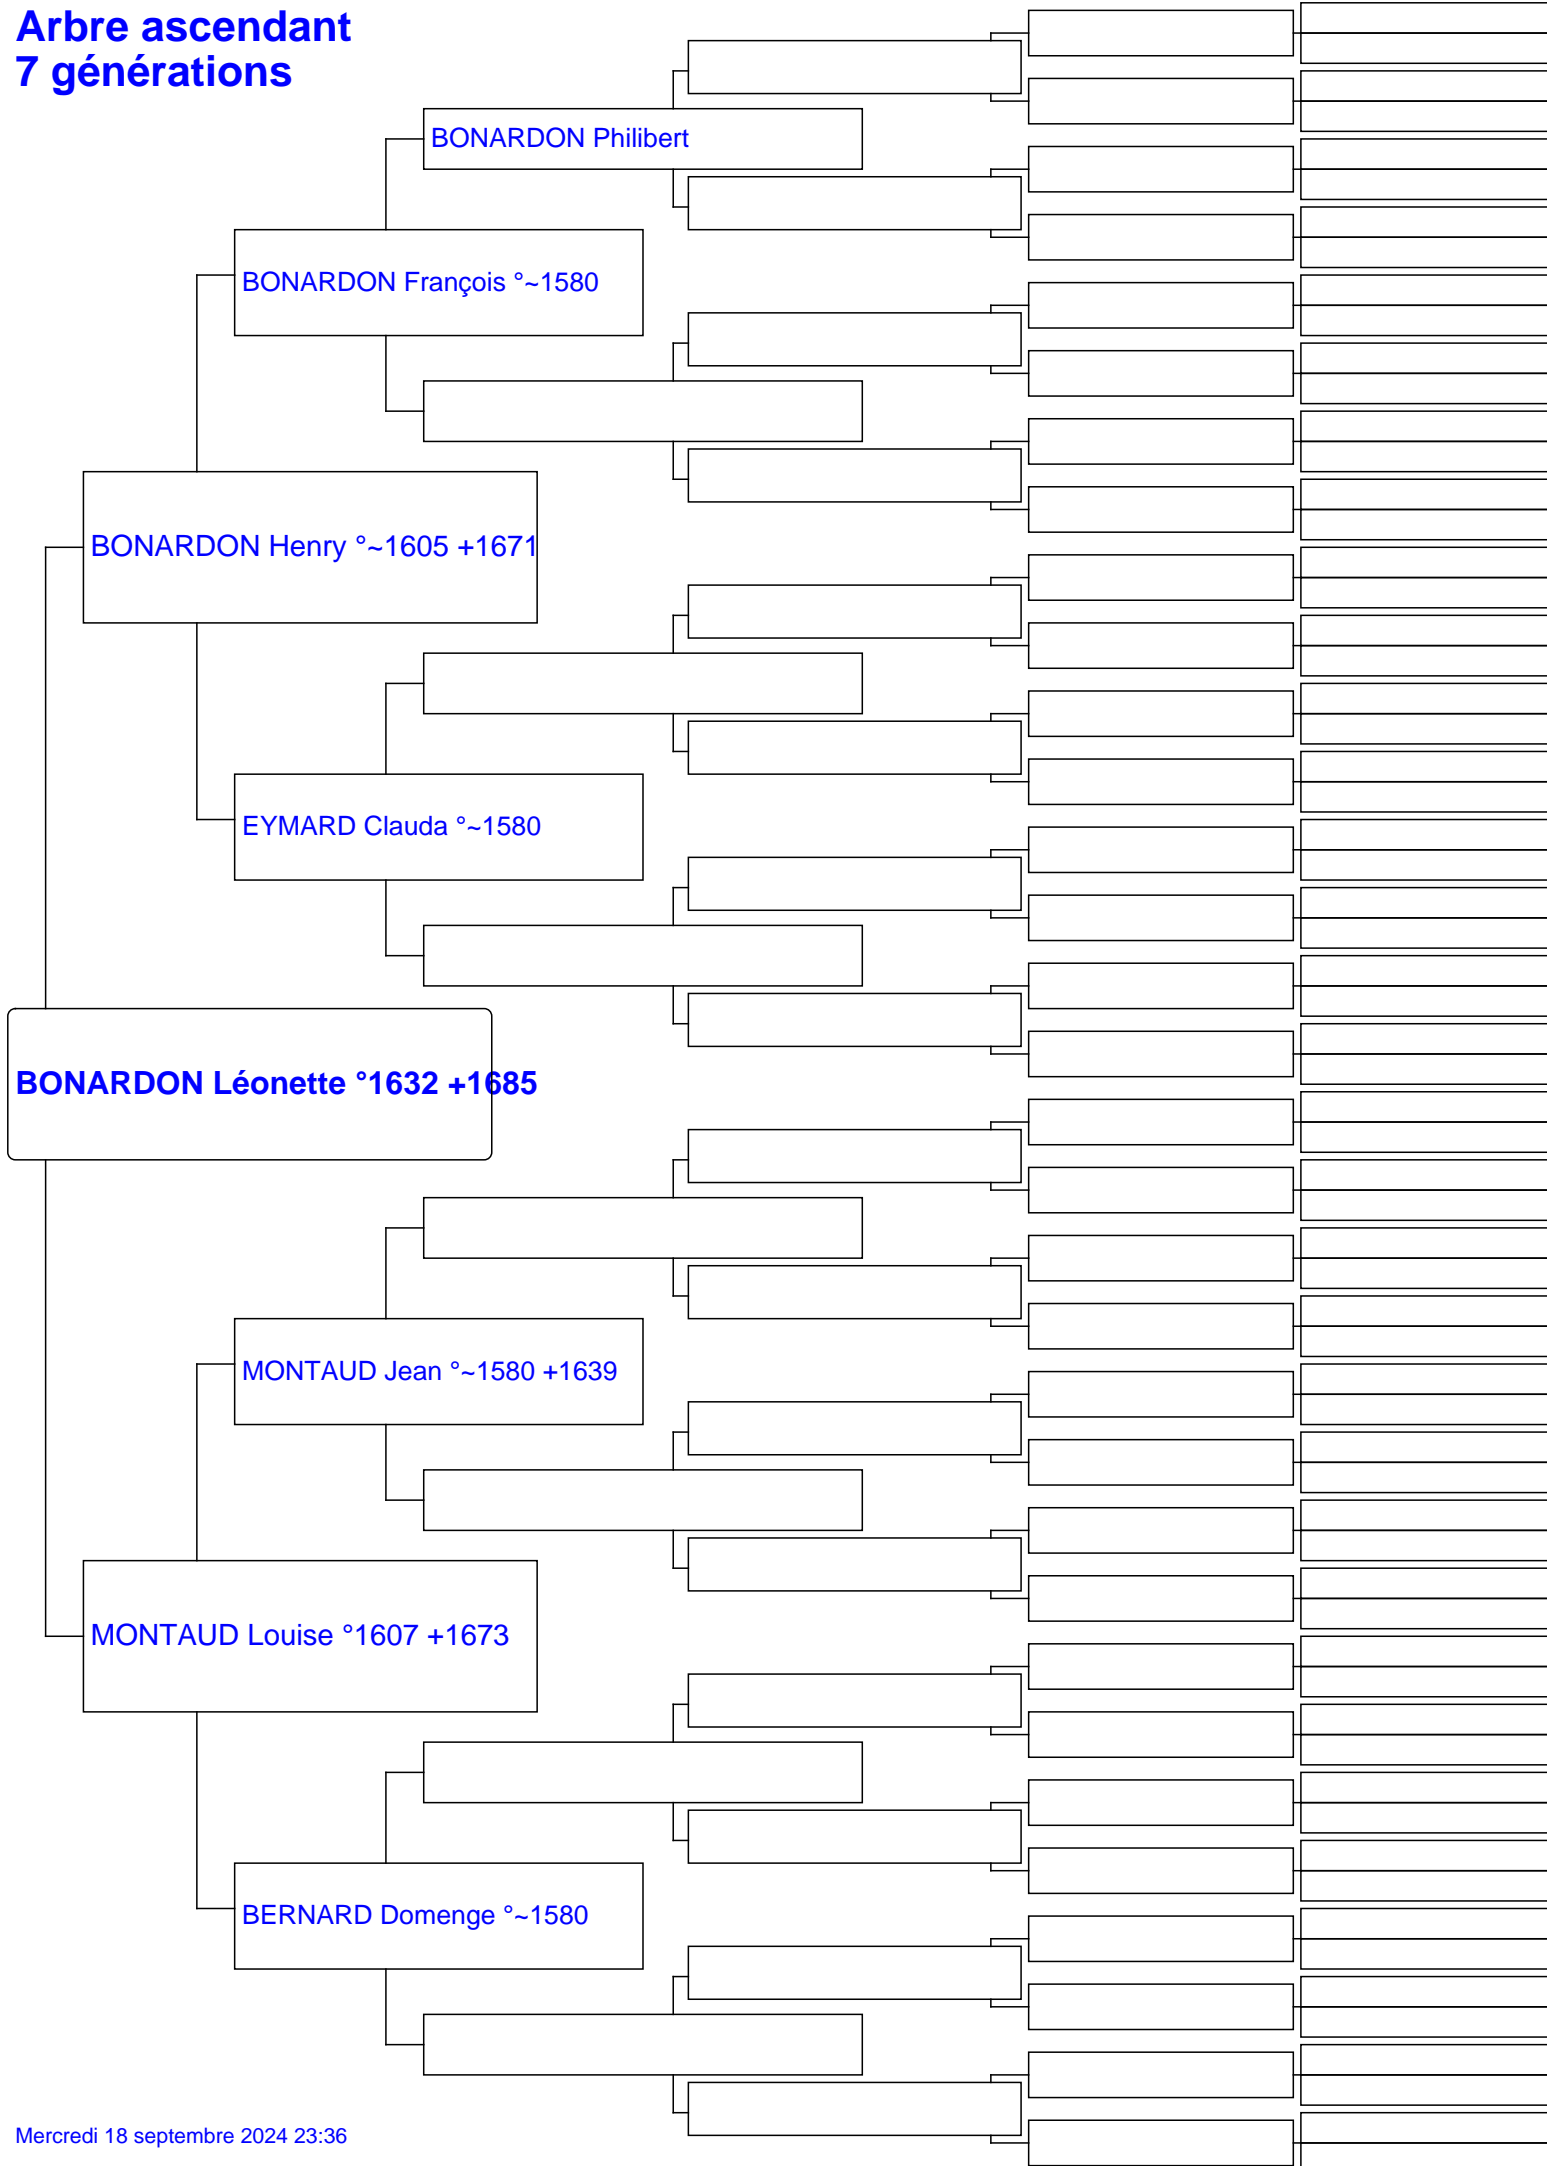 Arbre ascendant
7 générations
BONARDON Philibert
BONARDON François °~1580
BONARDON Henry °~1605 +1671
EYMARD Clauda °~1580
BONARDON Léonette °1632 +1685
MONTAUD Jean °~1580 +1639
MONTAUD Louise °1607 +1673
BERNARD Domenge °~1580
Mercredi 18 septembre 2024 23:36